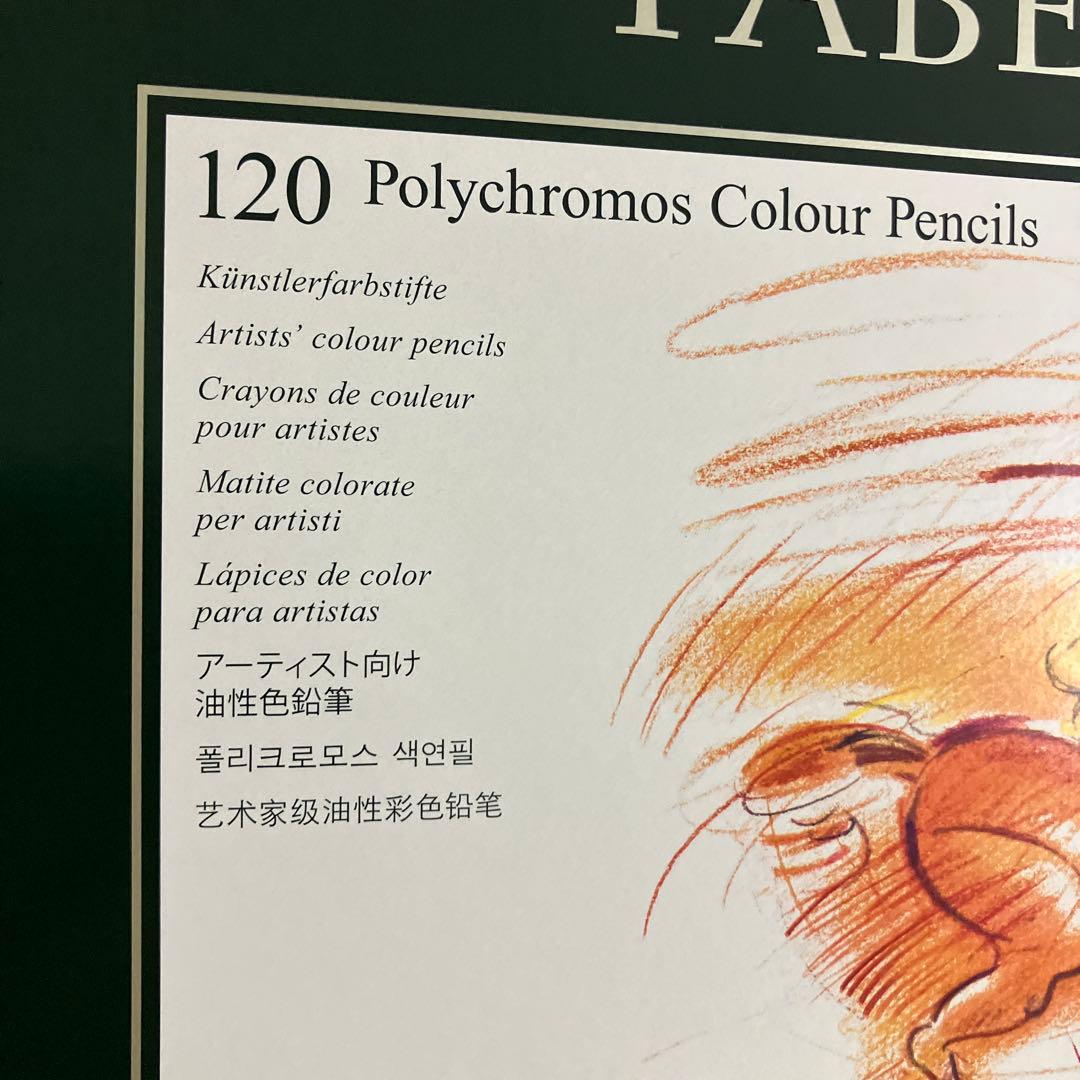 FABE
120 Polychromos Colour Pencils
Künstlerfarbstifte
Artists’ colour pencils
Crayons de couleur
pour artistes
Matite colorate
per artisti
Lápices de color
para artistas
アーティスト向け
油性色鉛筆
폴리크로모스 색연필
艺术家级油性彩色铅笔